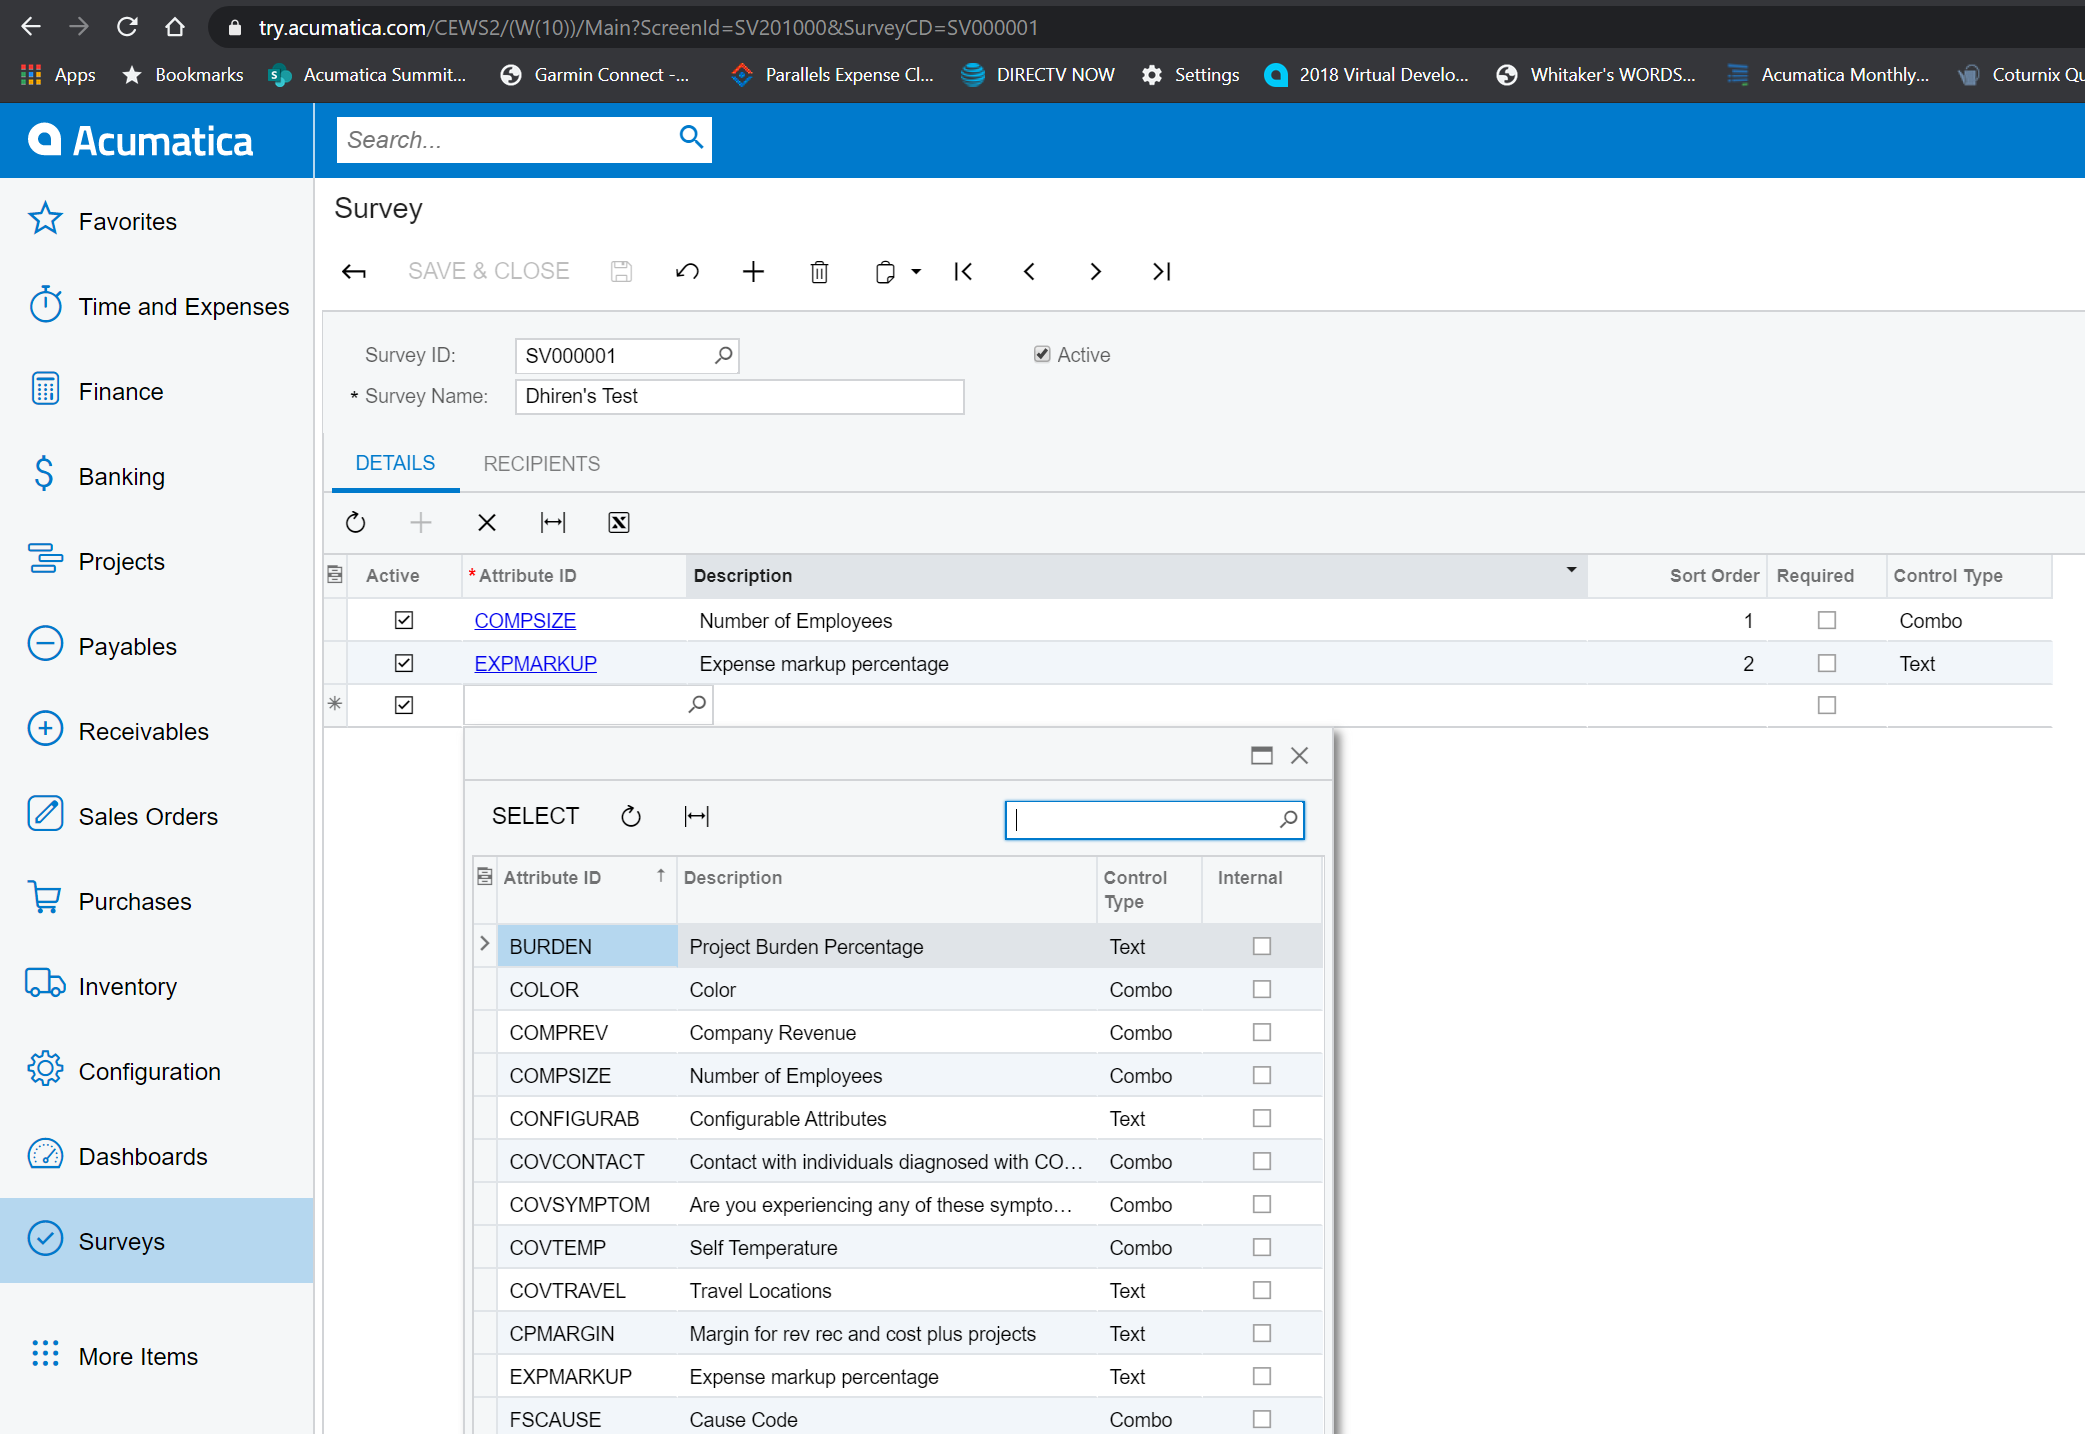 try.acumatica.com/CEWS2/(W(10))/Main?ScreenId=SV201000&SurveyCD=SV000001
Apps Bookmarks Acumatica Summit... Garmin Connect -... Parallels Expense Cl... DIRECTV NOW Settings 2018 Virtual Develo... Whitaker's WORDS... Acumatica Monthly... Coturnix Qu
Acumatica Search...
Favorites
Time and Expenses
Finance
Banking
Projects
Payables
Receivables
Sales Orders
Purchases
Inventory
Configuration
Dashboards
Surveys
More Items
Survey
SAVE & CLOSE
Survey ID: SV000001 Active
* Survey Name: Dhiren's Test
DETAILS RECIPIENTS
Active * Attribute ID Description Sort Order Required Control Type
COMPSIZE Number of Employees 1 Combo
EXPMARKUP Expense markup percentage 2 Text
SELECT
Attribute ID Description Control Type Internal
BURDEN Project Burden Percentage Text
COLOR Color Combo
COMPREV Company Revenue Combo
COMPSIZE Number of Employees Combo
CONFIGURAB Configurable Attributes Text
COVCONTACT Contact with individuals diagnosed with CO... Combo
COVSYMPTOM Are you experiencing any of these sympto... Combo
COVTEMP Self Temperature Combo
COVTRAVEL Travel Locations Text
CPMARGIN Margin for rev rec and cost plus projects Text
EXPMARKUP Expense markup percentage Text
FSCAUSE Cause Code Combo